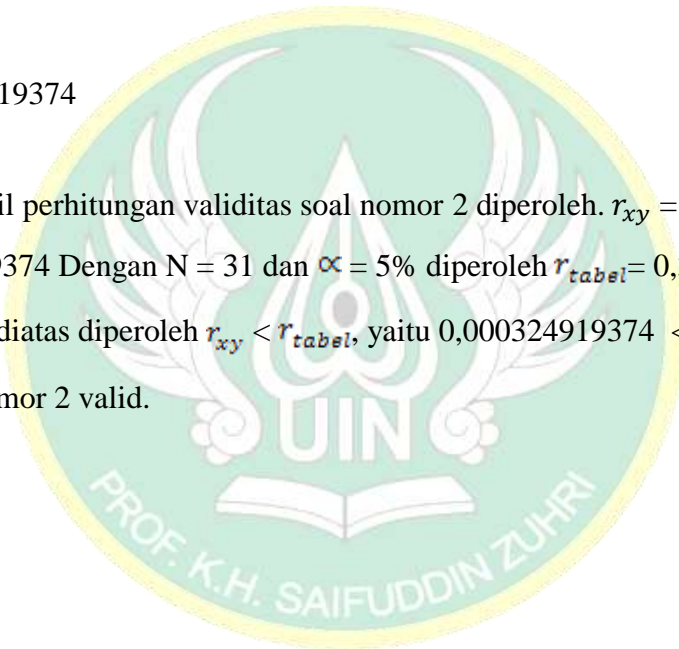 19374
il perhitungan validitas soal nomor 2 diperoleh. rxy =
9374 Dengan N = 31 dan ∝ = 5% diperoleh rtabel= 0,
diatas diperoleh rxy < rtabel, yaitu 0,000324919374 <
mor 2 valid.
UIN
PROF. K.H. SAIFUDDIN ZUHRI